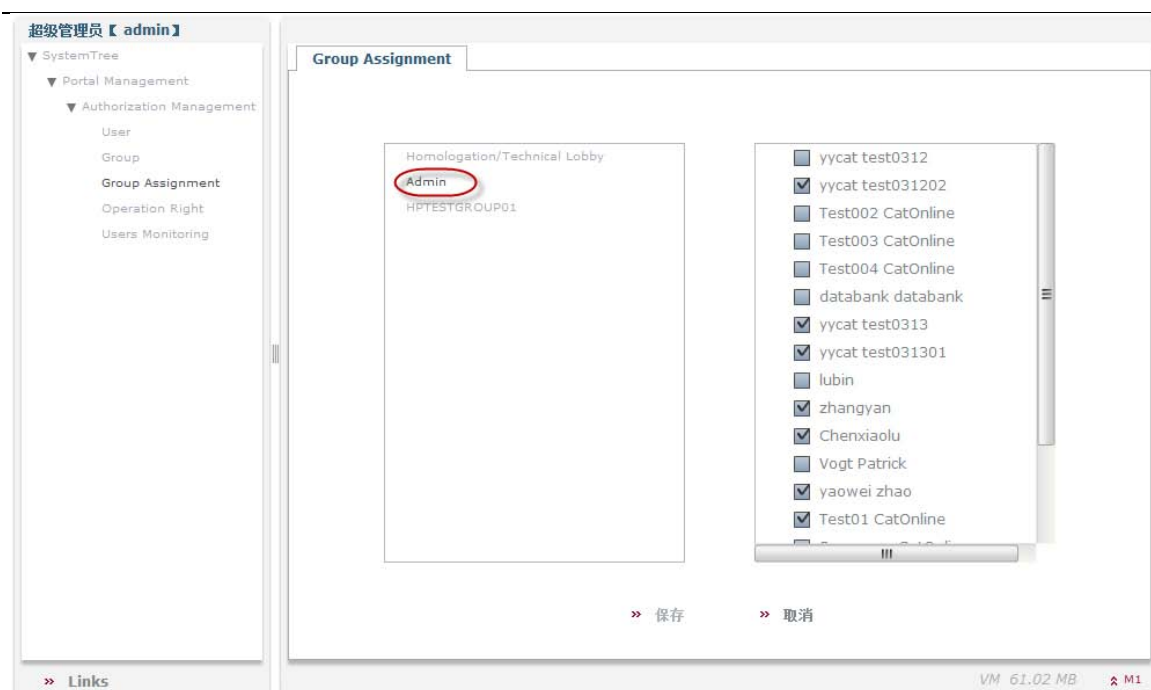 超级管理员【 admin】
SystemTree
Portal Management
Authorization Management
User
Group
Group Assignment
Operation Right
Users Monitoring
Links
Group Assignment
Homologation/Technical Lobby
Admin
HPTESTGROUP01
yycat test0312
yycat test031202
Test002 CatOnline
Test003 CatOnline
Test004 CatOnline
databank databank
yycat test0313
yycat test031301
lubin
zhangyan
Chenxiaolu
Vogt Patrick
yaowei zhao
Test01 CatOnline
保存
取消
VM 61.02 MB
M1